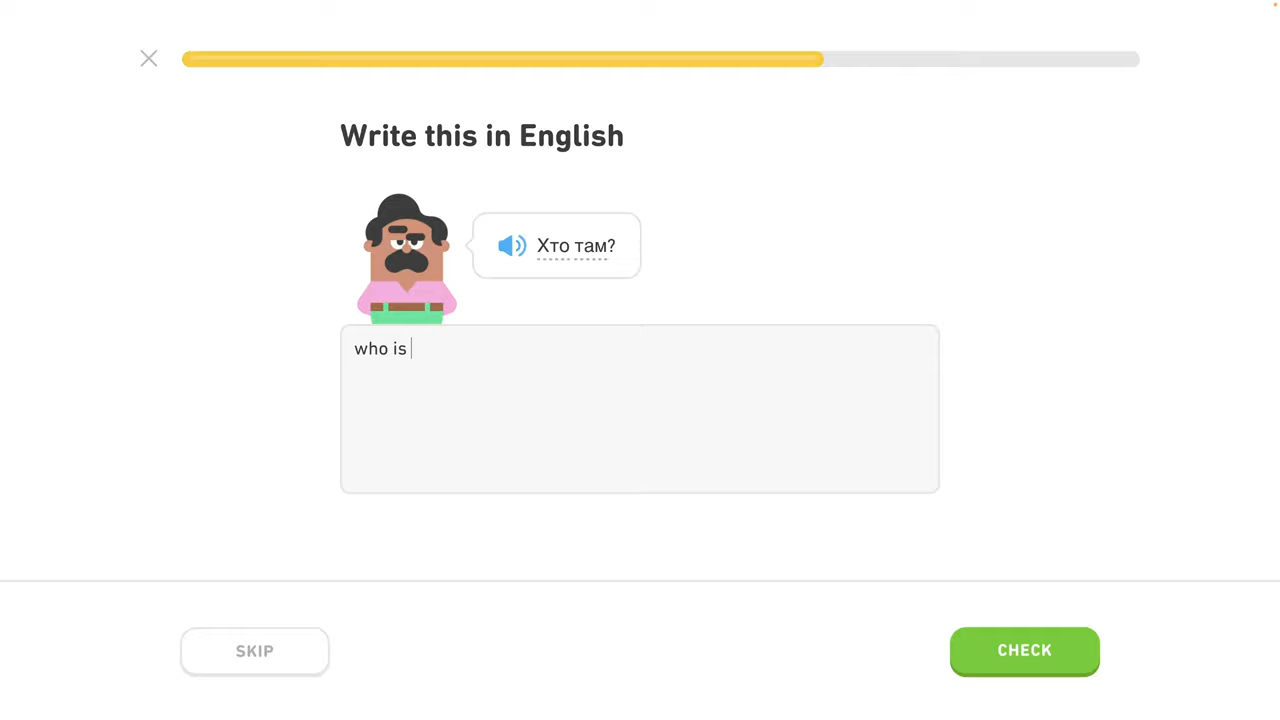 Write this in English
Хто там?
who is
SKIP
CHECK